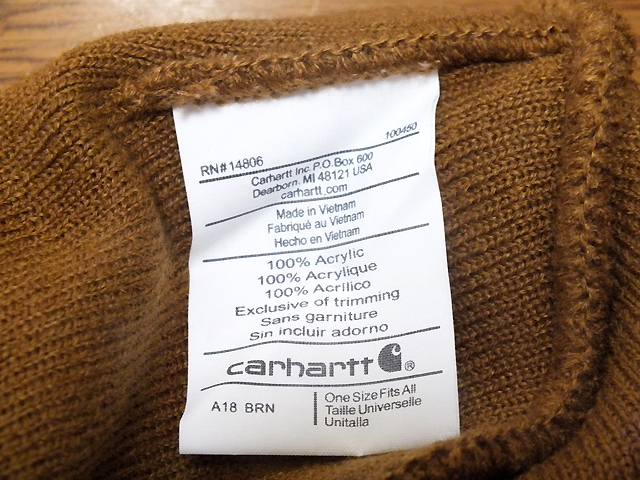 100450
RN#14806
Carhartt Inc. P.O.Box 600
Dearborn, MI 48121 USA
carhartt.com
Made in Vietnam
Fabriqué au Vietnam
Hecho en Vietnam
100% Acrylic
100% Acrylique
100% Acrílico
Exclusive of trimming
Sans garniture
Sin incluir adorno
carhartt ®
A18 BRN
One Size Fits All
Taille Universelle
Unitalla